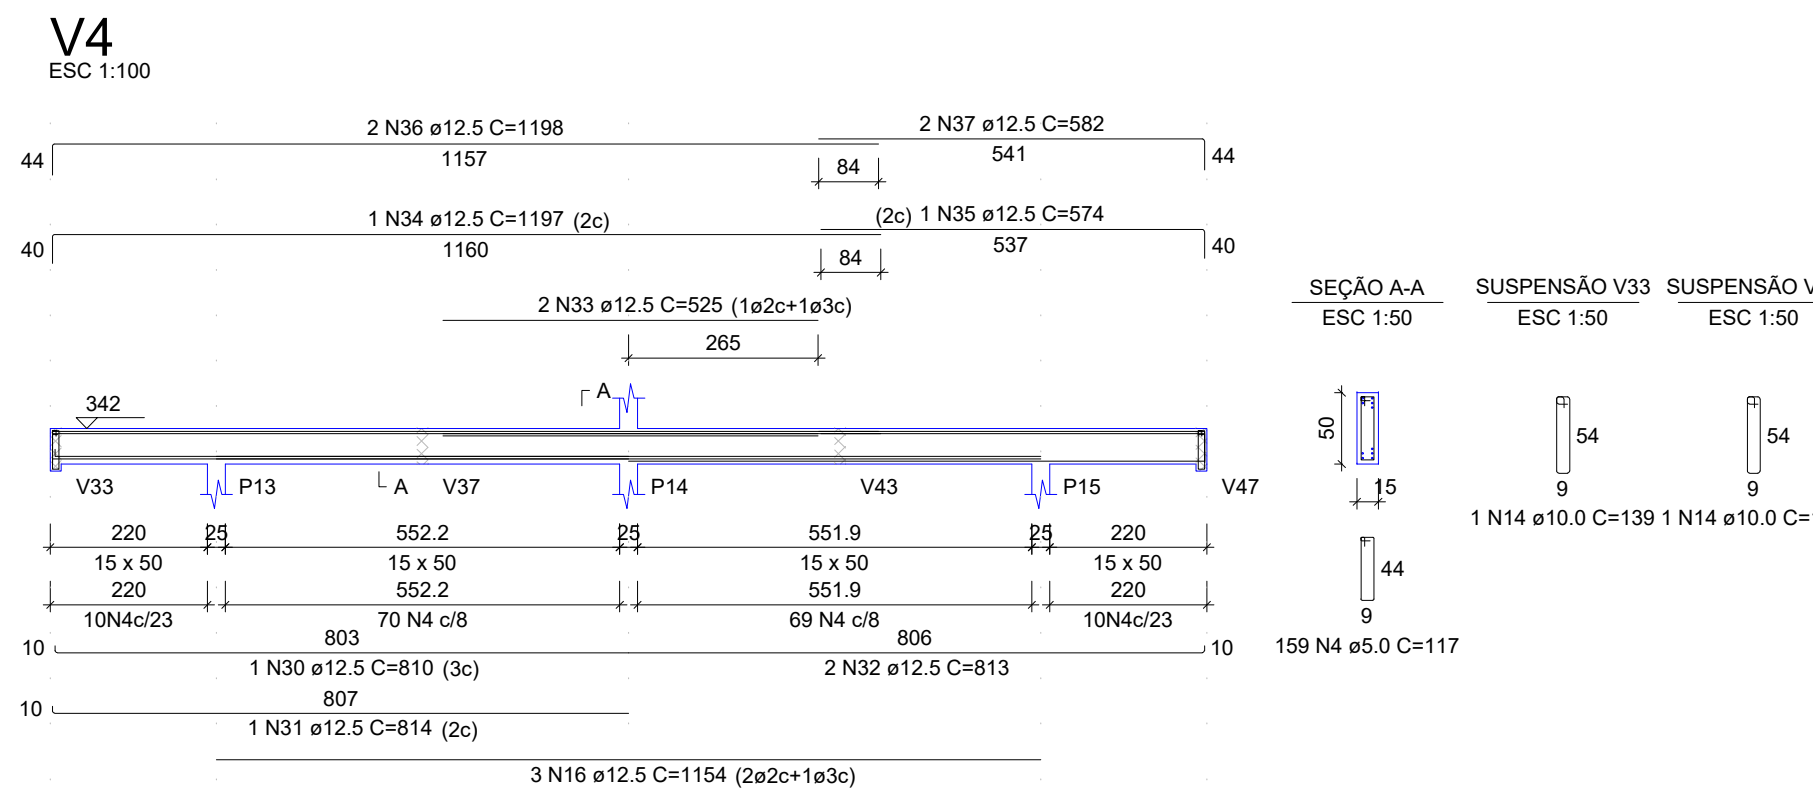 V4
ESC 1:100
2 N36 ø12.5 C=1198
2 N37 ø12.5 C=582
44
1157
541
44
84
1 N34 ø12.5 C=1197 (2c)
(2c) 1 N35 ø12.5 C=574
40
1160
537
40
84
2 N33 ø12.5 C=525 (1ø2c+1ø3c)
265
SEÇÃO A-A
ESC 1:50
SUSPENSÃO V33
ESC 1:50
SUSPENSÃO V
ESC 1:50
A
342
50
54
54
V33
P13
A
V37
P14
V43
P15
V47
15
9
9
1 N14 ø10.0 C=139
1 N14 ø10.0 C=
220
25
552.2
25
551.9
25
220
15 x 50
15 x 50
15 x 50
15 x 50
44
220
552.2
551.9
220
9
10N4c/23
70 N4 c/8
69 N4 c/8
10N4c/23
159 N4 ø5.0 C=117
10
803
806
10
1 N30 ø12.5 C=810 (3c)
2 N32 ø12.5 C=813
10
807
1 N31 ø12.5 C=814 (2c)
3 N16 ø12.5 C=1154 (2ø2c+1ø3c)